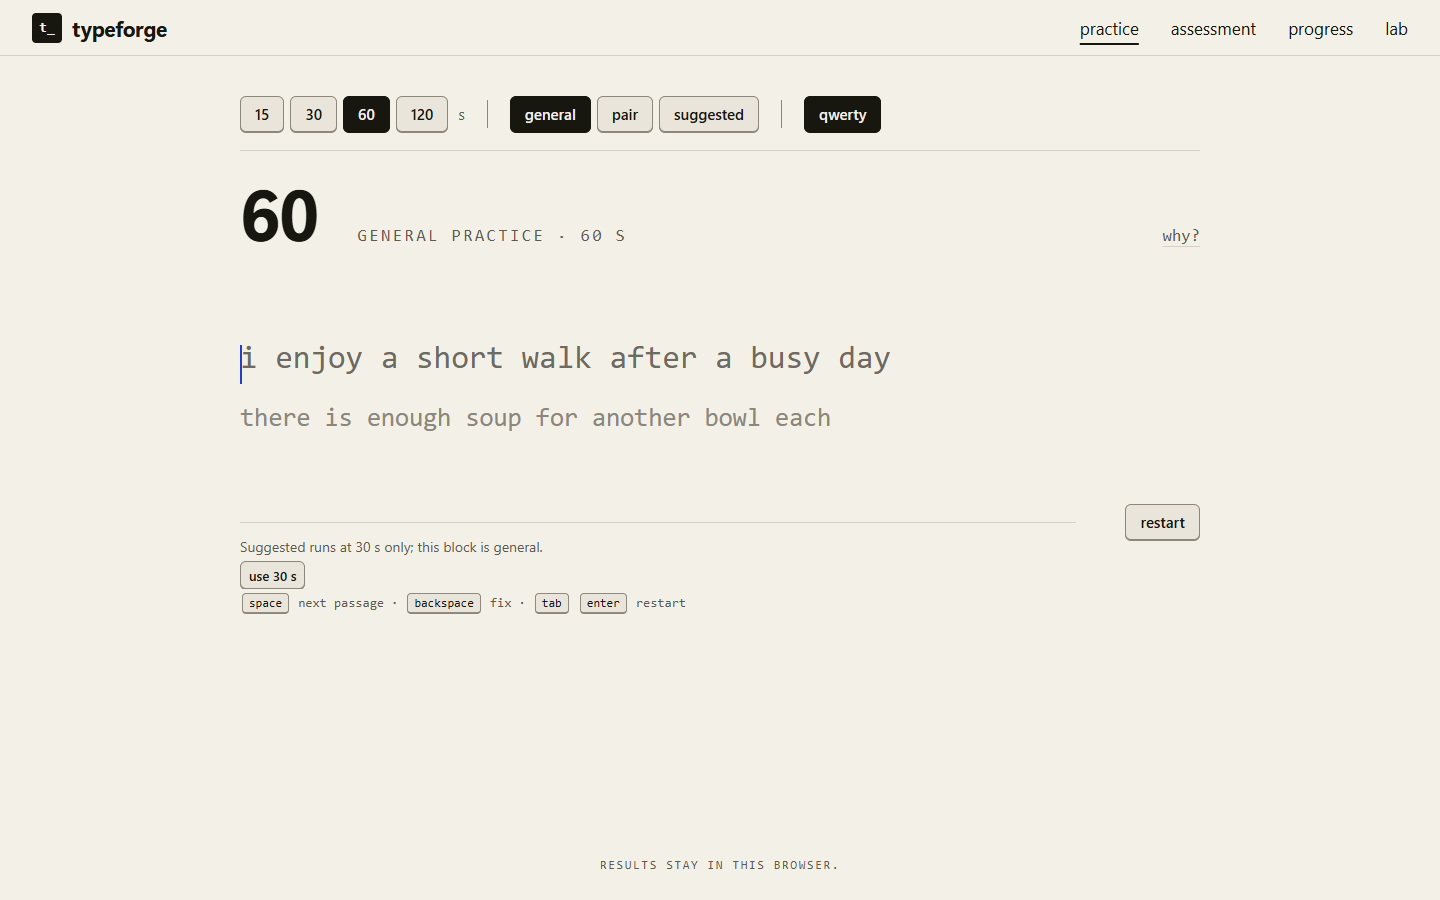 t_ typeforge practice assessment progress lab
15 30 60 120 s general pair suggested qwerty
60 GENERAL PRACTICE · 60 S why?
i enjoy a short walk after a busy day
there is enough soup for another bowl each
restart
Suggested runs at 30 s only; this block is general.
use 30 s
space next passage · backspace fix · tab enter restart
RESULTS STAY IN THIS BROWSER.